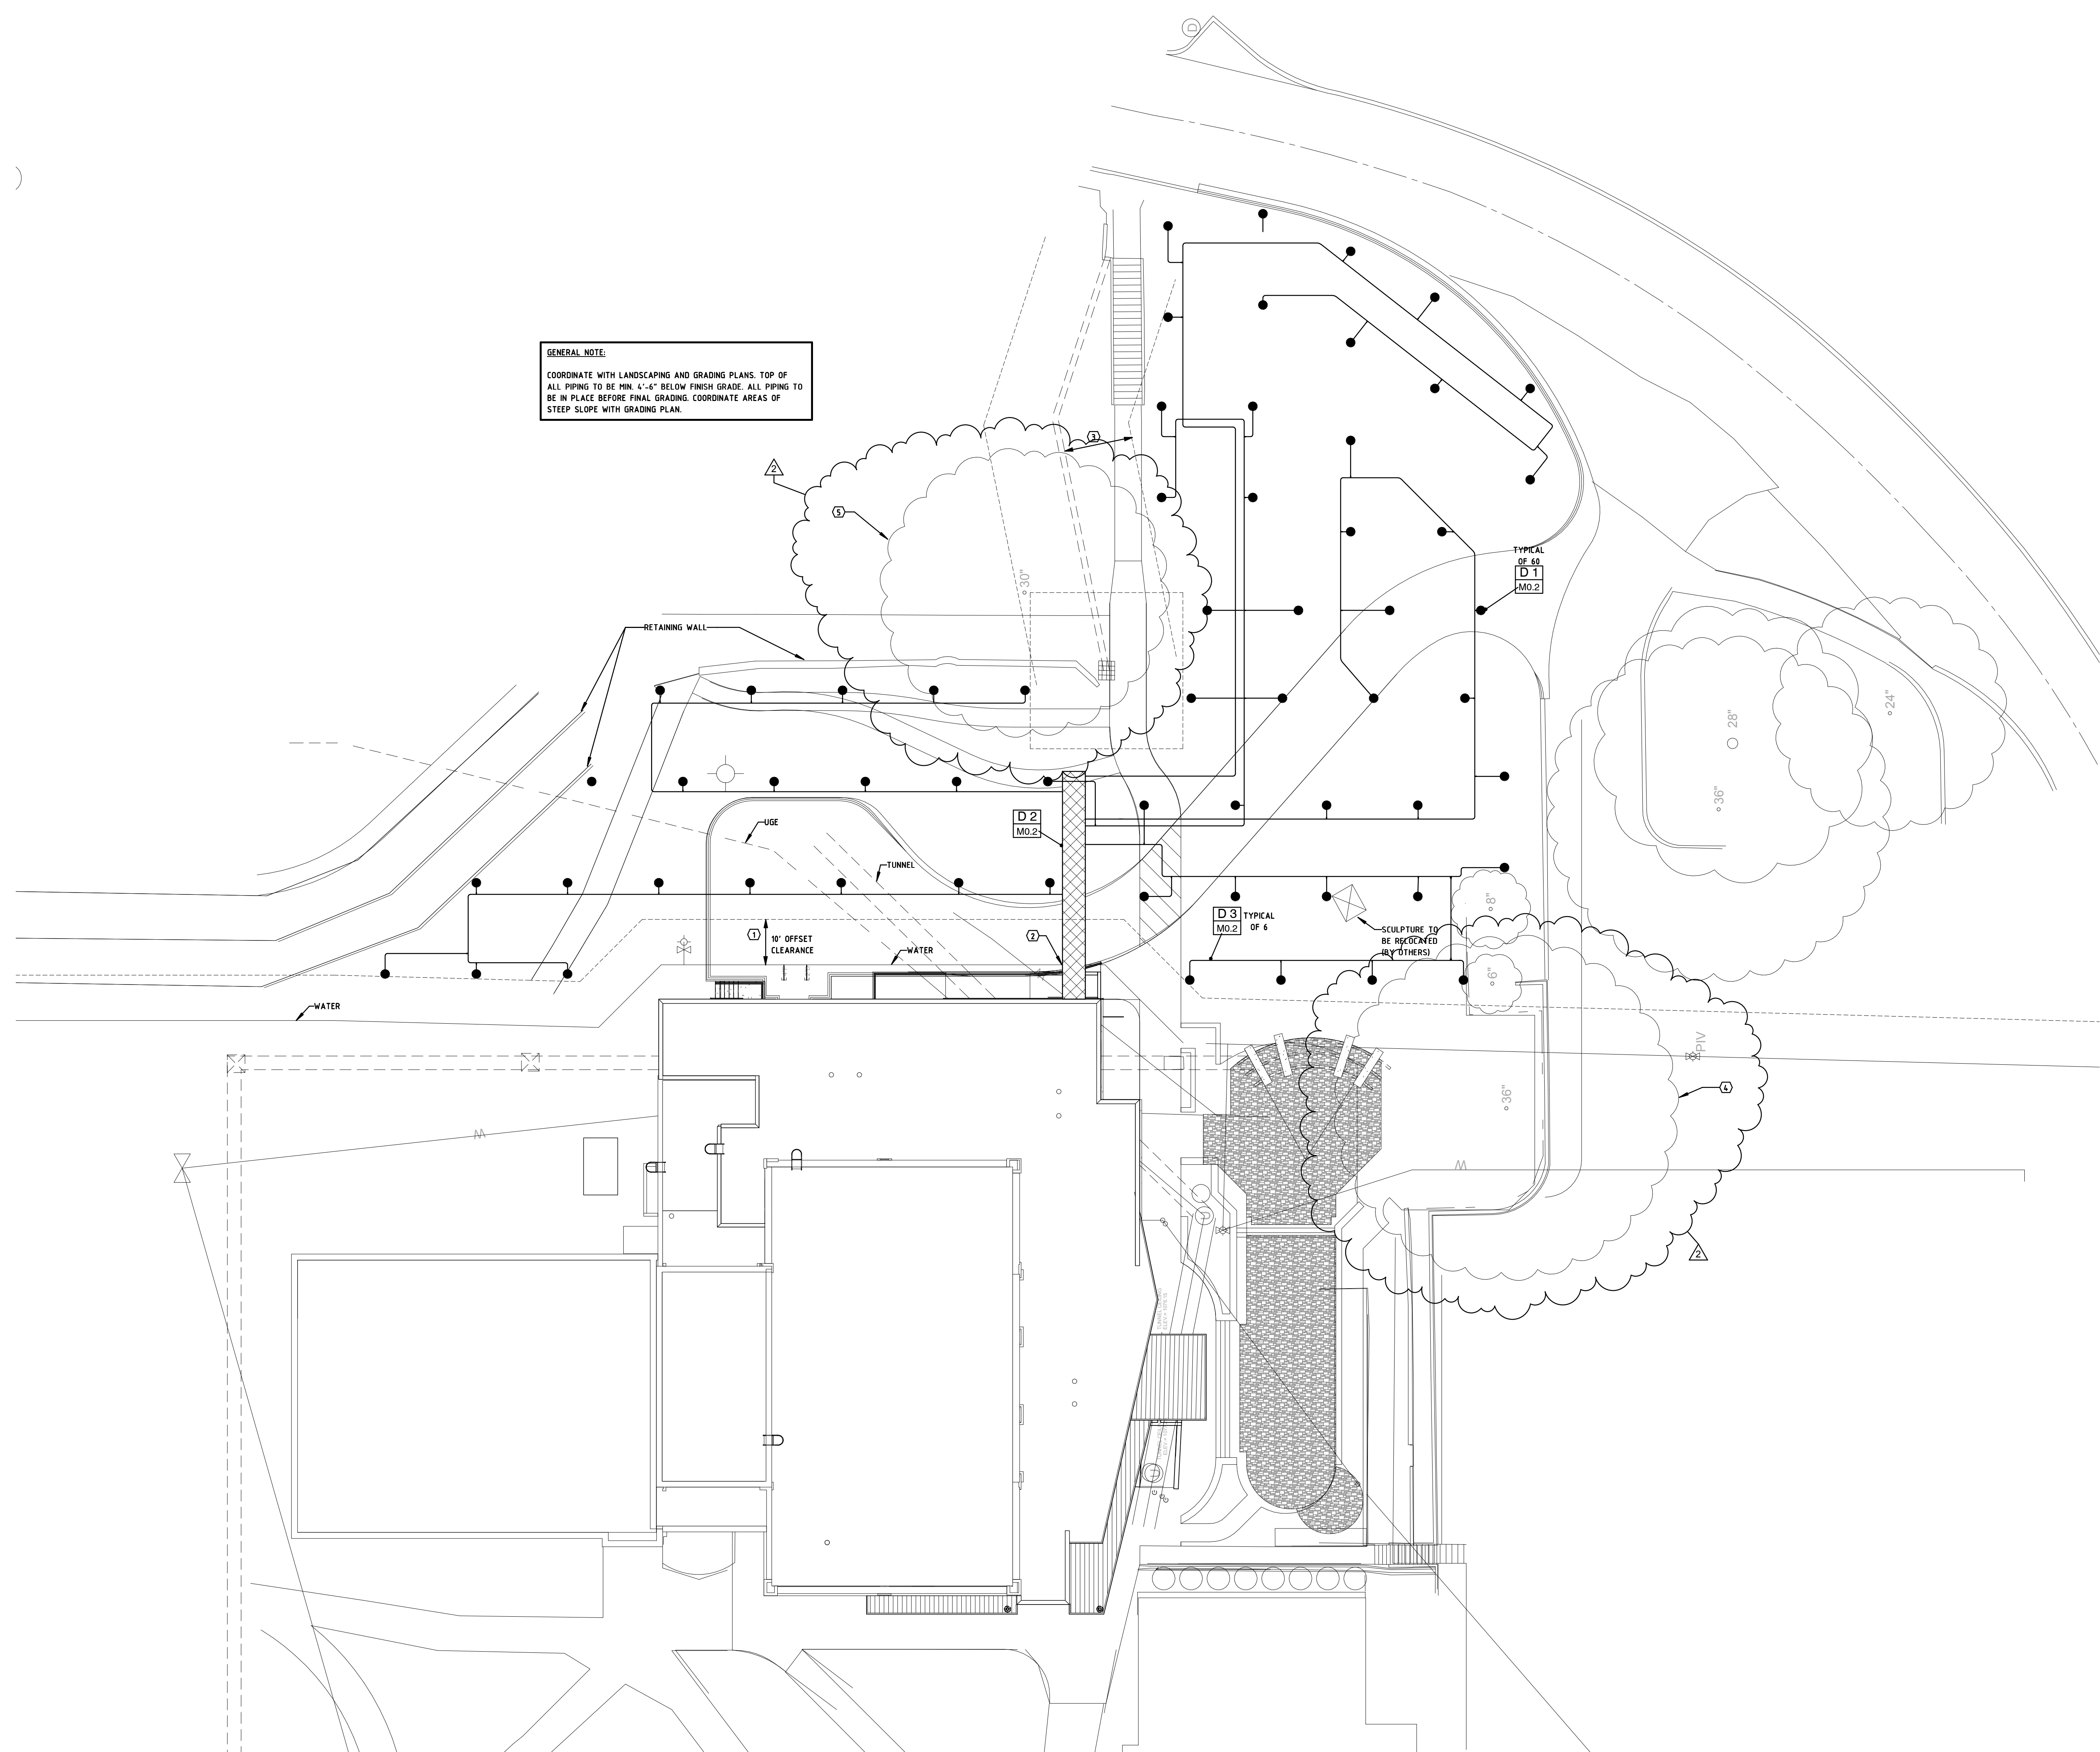 D
GENERAL NOTE:
COORDINATE WITH LANDSCAPING AND GRADING PLANS. TOP OF
ALL PIPING TO BE MIN. 4'-6" BELOW FINISH GRADE. ALL PIPING TO
BE IN PLACE BEFORE FINAL GRADING. COORDINATE AREAS OF
STEEP SLOPE WITH GRADING PLAN.
3
2
5
TYPICAL
OF 60
D 1
M0.2
30"
RETAINING WALL
24"
28"
36"
D 2
M0.2
UGE
TUNNEL
8"
D 3
M0.2
TYPICAL
OF 6
1
10' OFFSET
CLEARANCE
2
WATER
SCULPTURE TO
BE RELOCATED
(BY OTHERS)
6"
WATER
PIV
4
36"
W
W
2